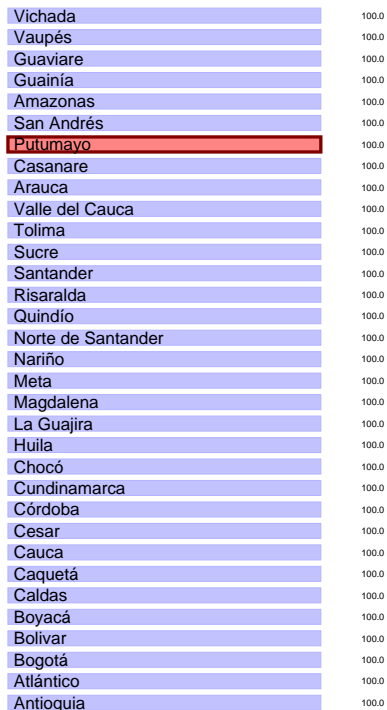 Vichada 100.0
Vaupés 100.0
Guaviare 100.0
Guainía 100.0
Amazonas 100.0
San Andrés 100.0
Putumayo 100.0
Casanare 100.0
Arauca 100.0
Valle del Cauca 100.0
Tolima 100.0
Sucre 100.0
Santander 100.0
Risaralda 100.0
Quindío 100.0
Norte de Santander 100.0
Nariño 100.0
Meta 100.0
Magdalena 100.0
La Guajira 100.0
Huila 100.0
Chocó 100.0
Cundinamarca 100.0
Córdoba 100.0
Cesar 100.0
Cauca 100.0
Caquetá 100.0
Caldas 100.0
Boyacá 100.0
Bolivar 100.0
Bogotá 100.0
Atlántico 100.0
Antioquia 100.0